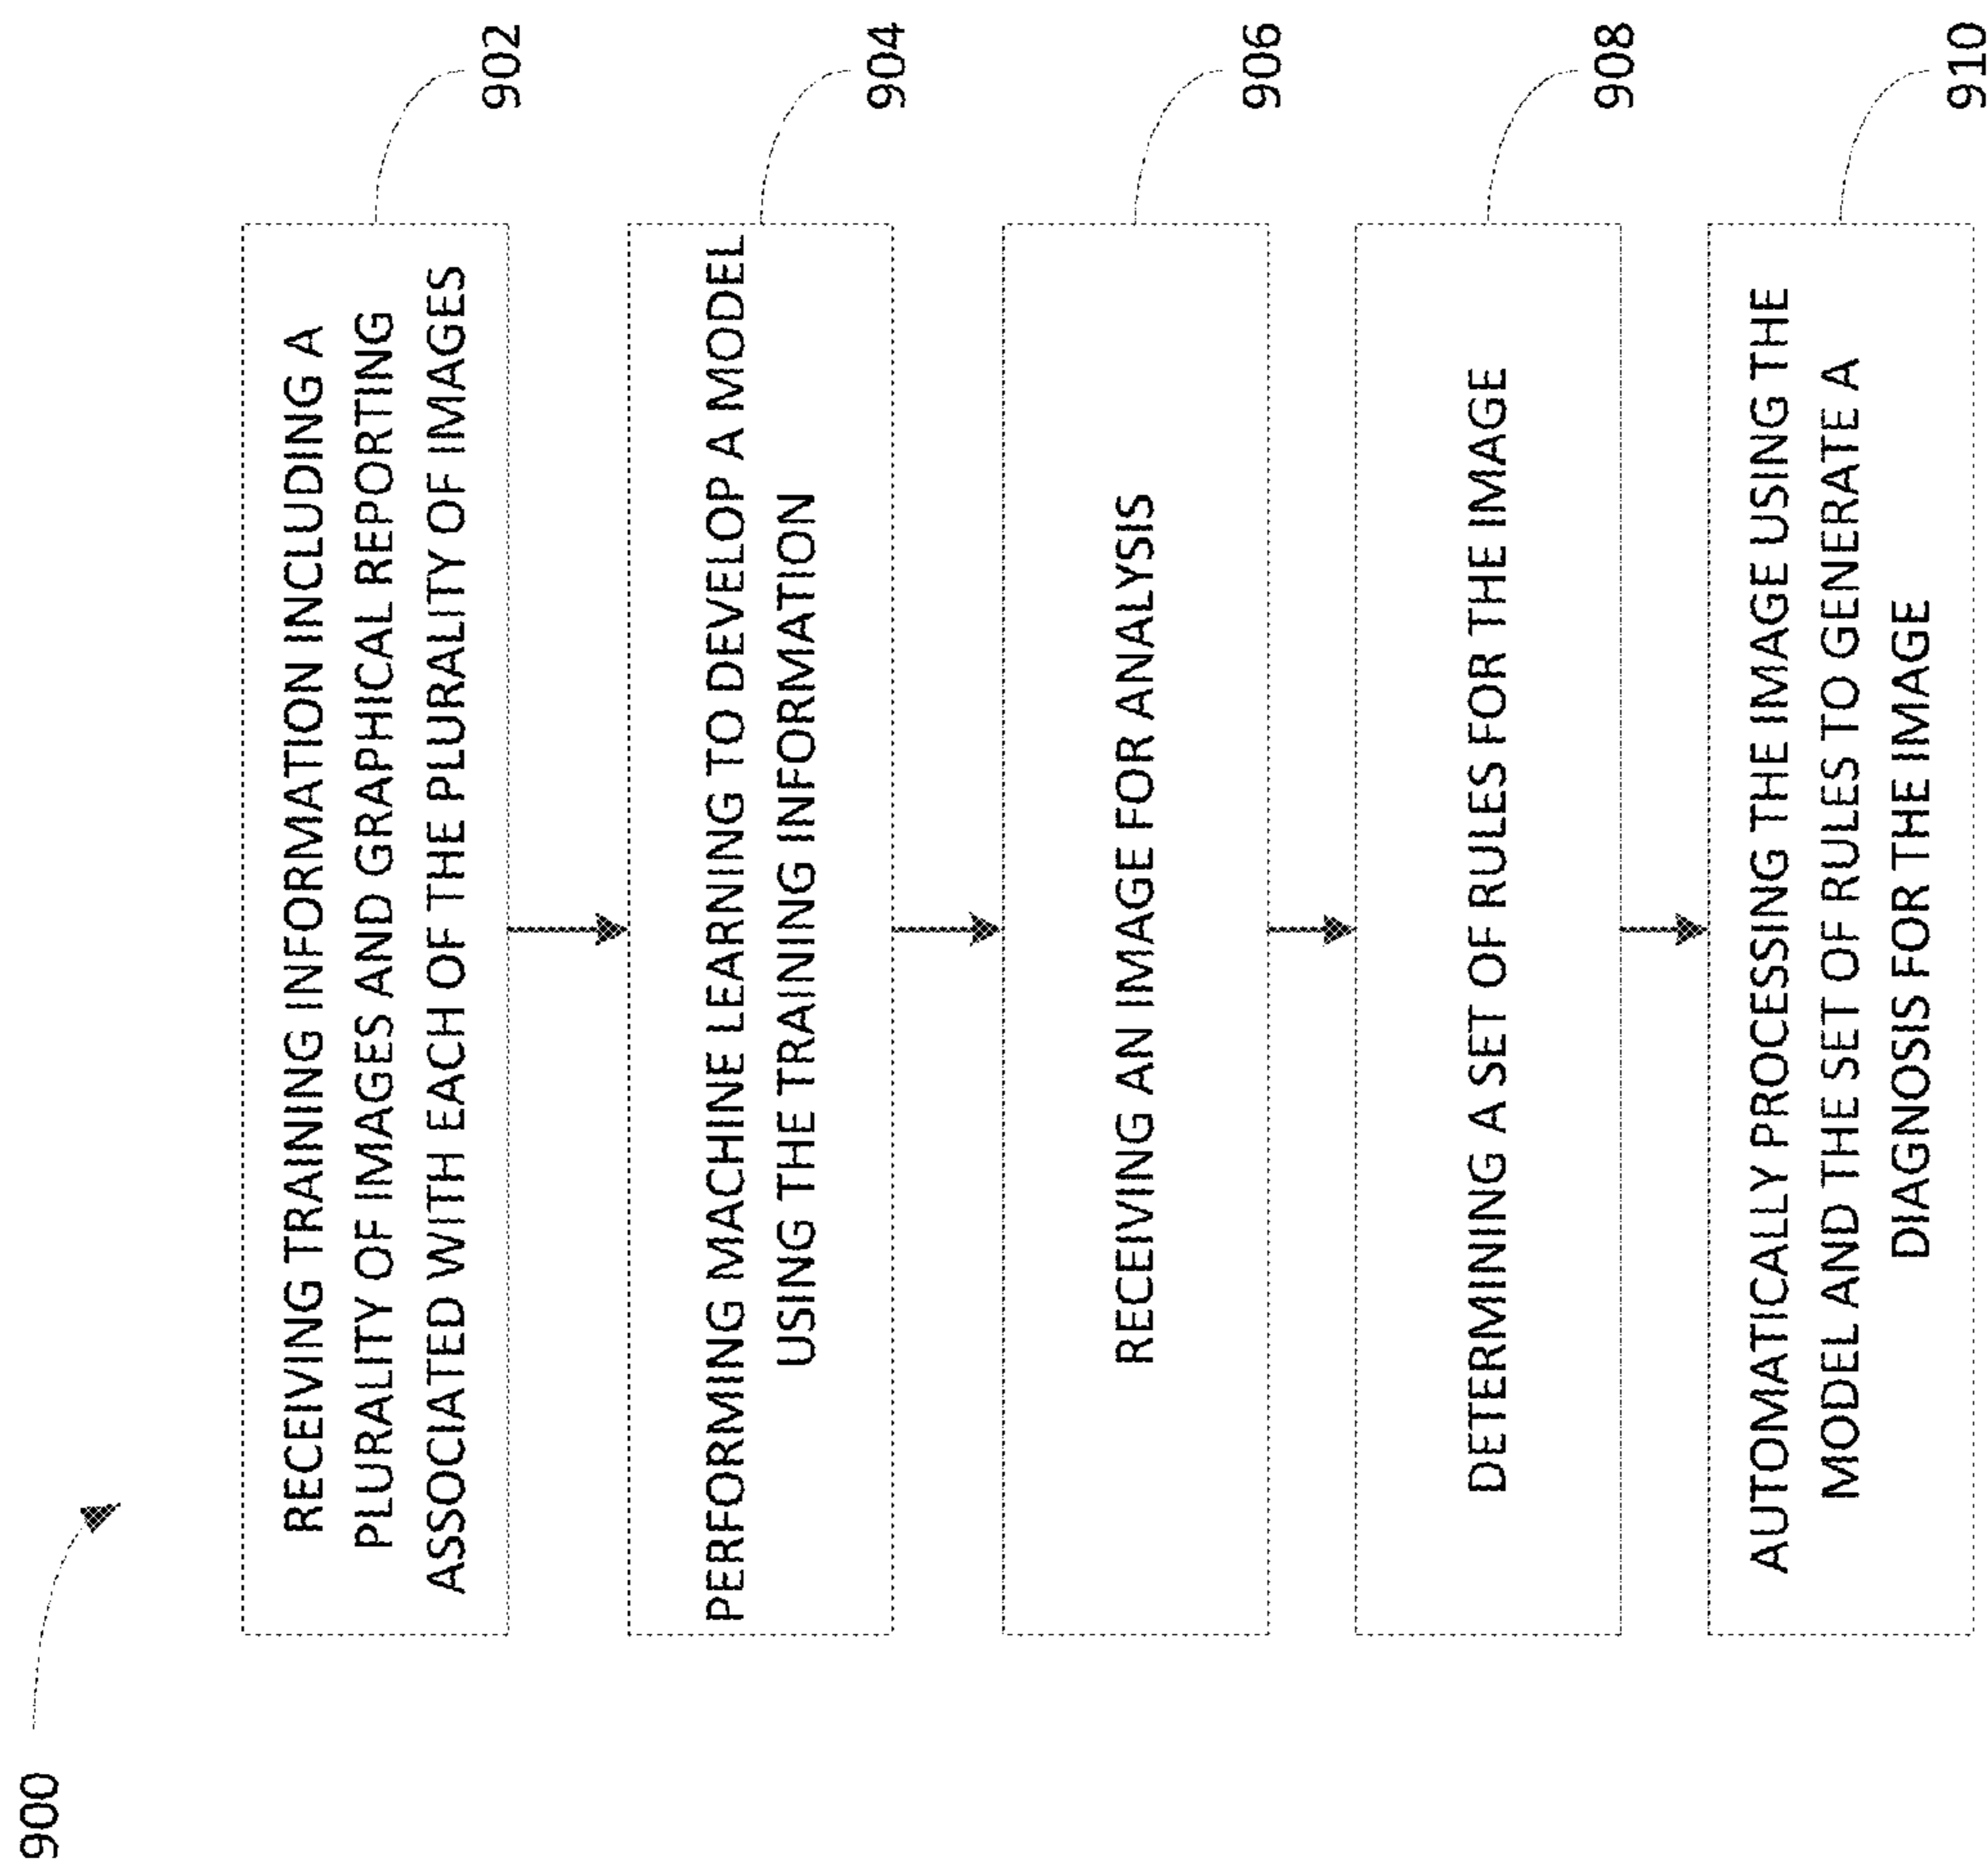 900
RECEIVING TRAINING INFORMATION INCLUDING A
PLURALITY OF IMAGES AND GRAPHICAL REPORTING
ASSOCIATED WITH EACH OF THE PLURALITY OF IMAGES
902
PERFORMING MACHINE LEARNING TO DEVELOP A MODEL
USING THE TRAINING INFORMATION
904
RECEIVING AN IMAGE FOR ANALYSIS
906
DETERMINING A SET OF RULES FOR THE IMAGE
908
AUTOMATICALLY PROCESSING THE IMAGE USING THE
MODEL AND THE SET OF RULES TO GENERATE A
DIAGNOSIS FOR THE IMAGE
910